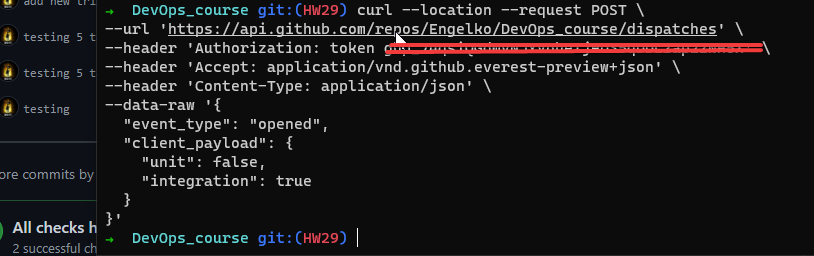 add new tri
testing 5 t
testing 5 t
testing
ore commits by
All checks h
2 successful ch
→ DevOps_course git:(HW29) curl --location --request POST \
--url 'https://api.github.com/repos/Engelko/DevOps_course/dispatches' \
--header 'Authorization: token \
--header 'Accept: application/vnd.github.everest-preview+json' \
--header 'Content-Type: application/json' \
--data-raw '{
  "event_type": "opened",
  "client_payload": {
    "unit": false,
    "integration": true
  }
}'
→ DevOps_course git:(HW29)